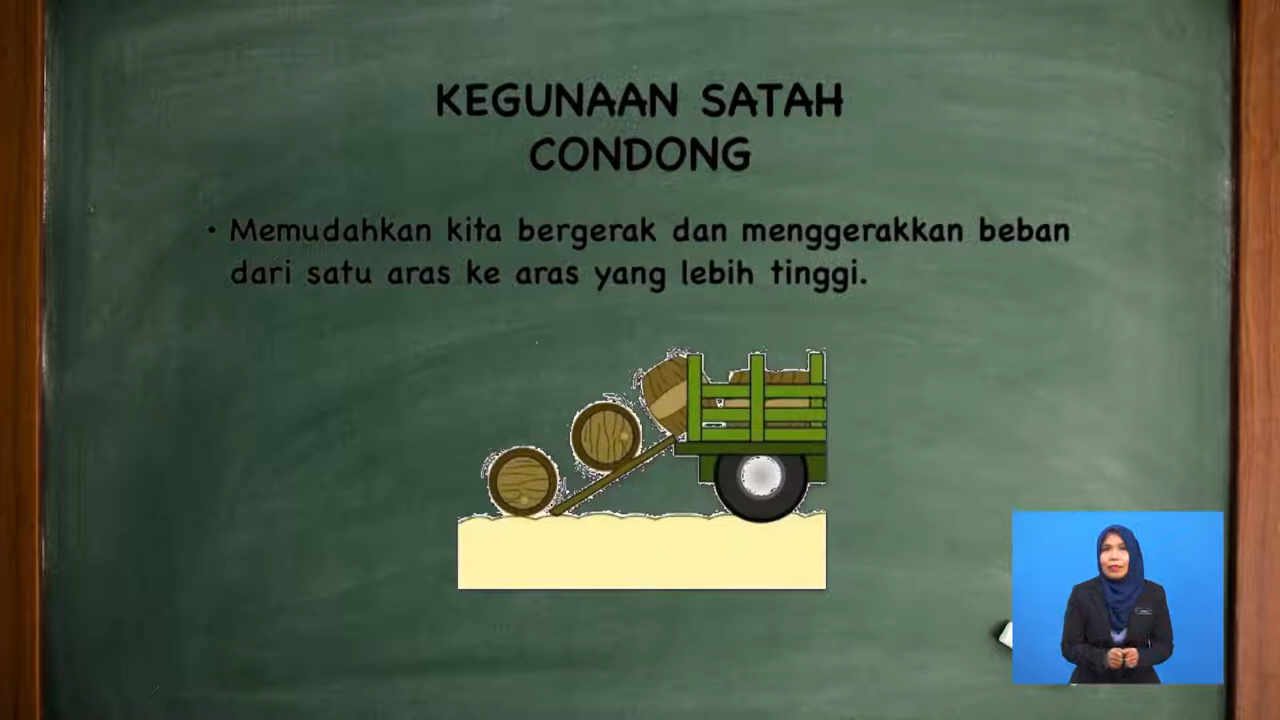 KEGUNAAN SATAH
CONDONG
• Memudahkan kita bergerak dan menggerakkan beban
dari satu aras ke aras yang lebih tinggi.